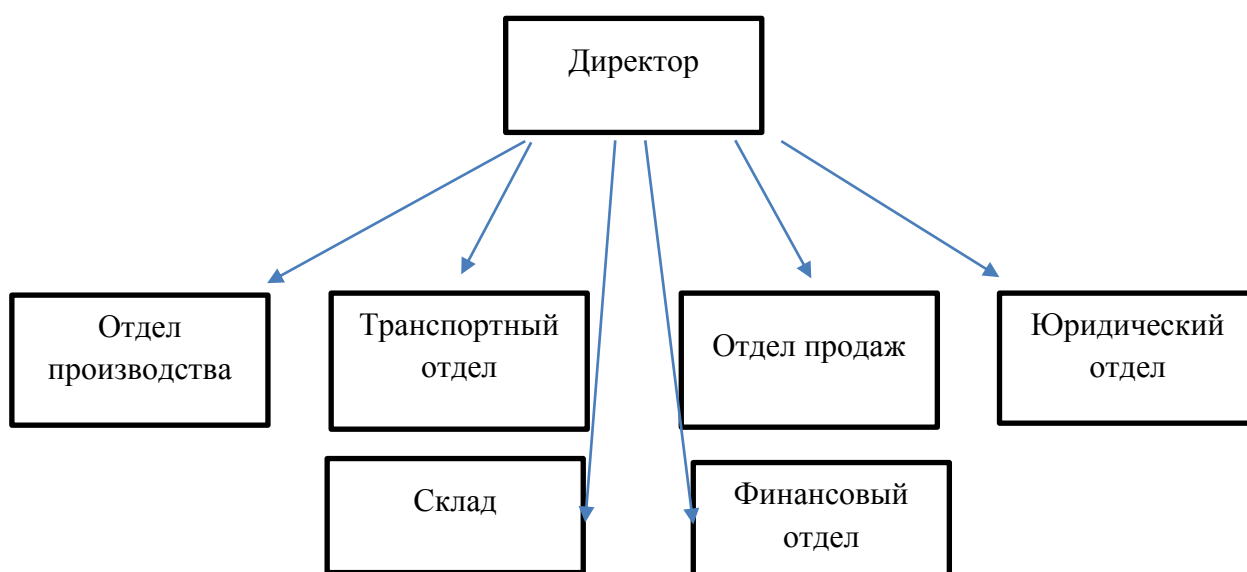 Директор
Отдел
производства
Транспортный
отдел
Отдел продаж
Юридический
отдел
Склад
Финансовый
отдел